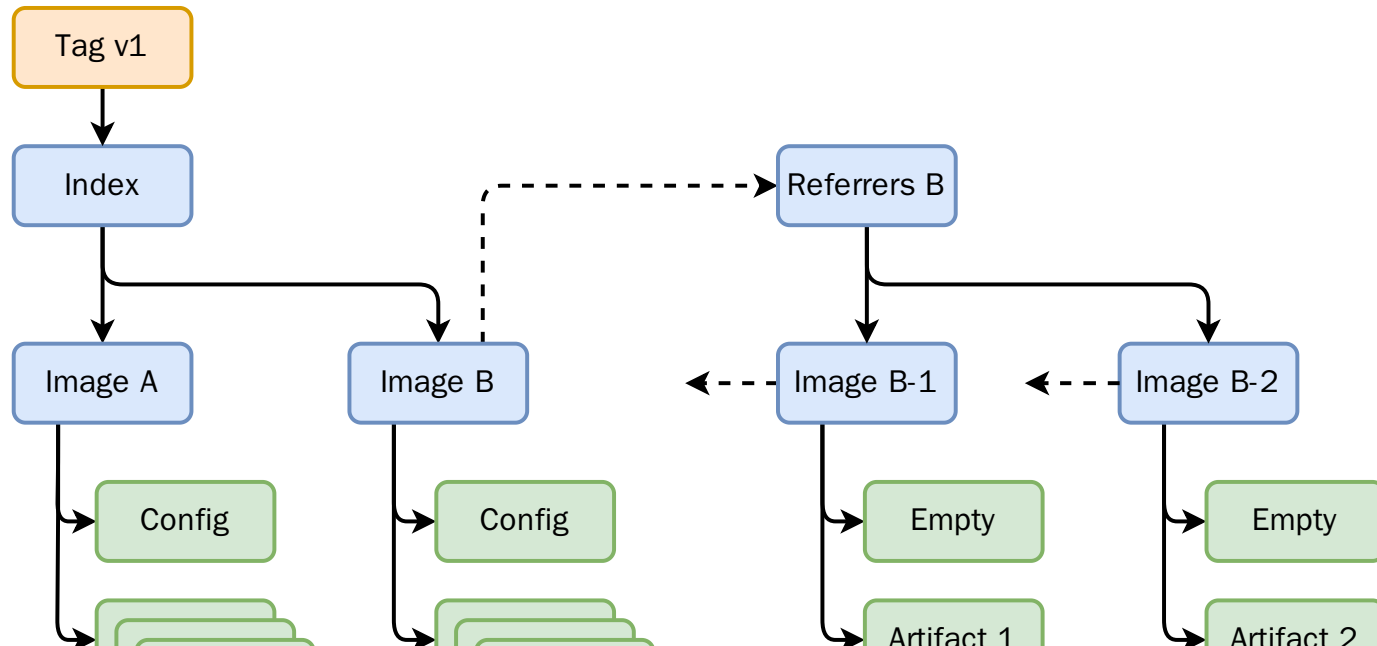 Tag v1
Index
Referrers B
Image A
Image B
Image B-1
Image B-2
Config
Config
Empty
Empty
Artifact 1
Artifact 2